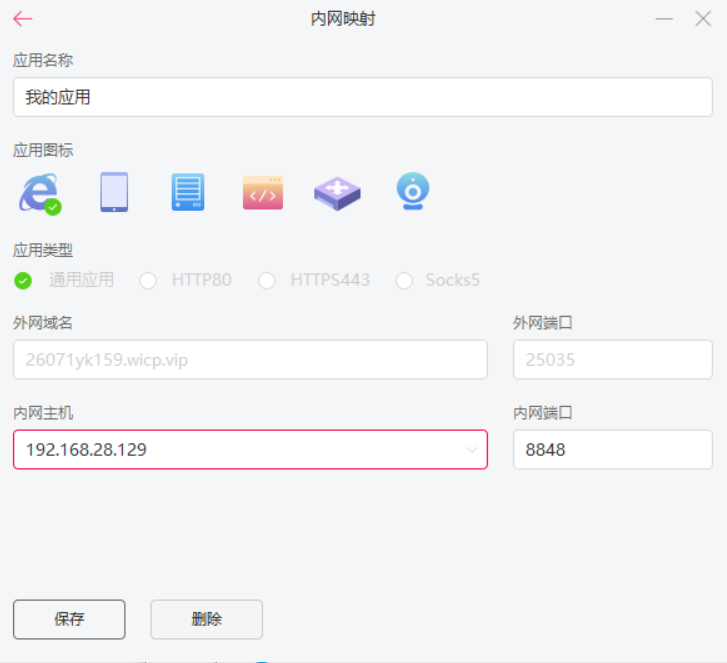 内网映射
应用名称
我的应用
应用图标
</>
应用类型
通用应用 HTTP80 HTTPS443 Socks5
外网域名 外网端口
26071yk159.wicp.vip 25035
内网主机 内网端口
192.168.28.129 8848
保存 删除